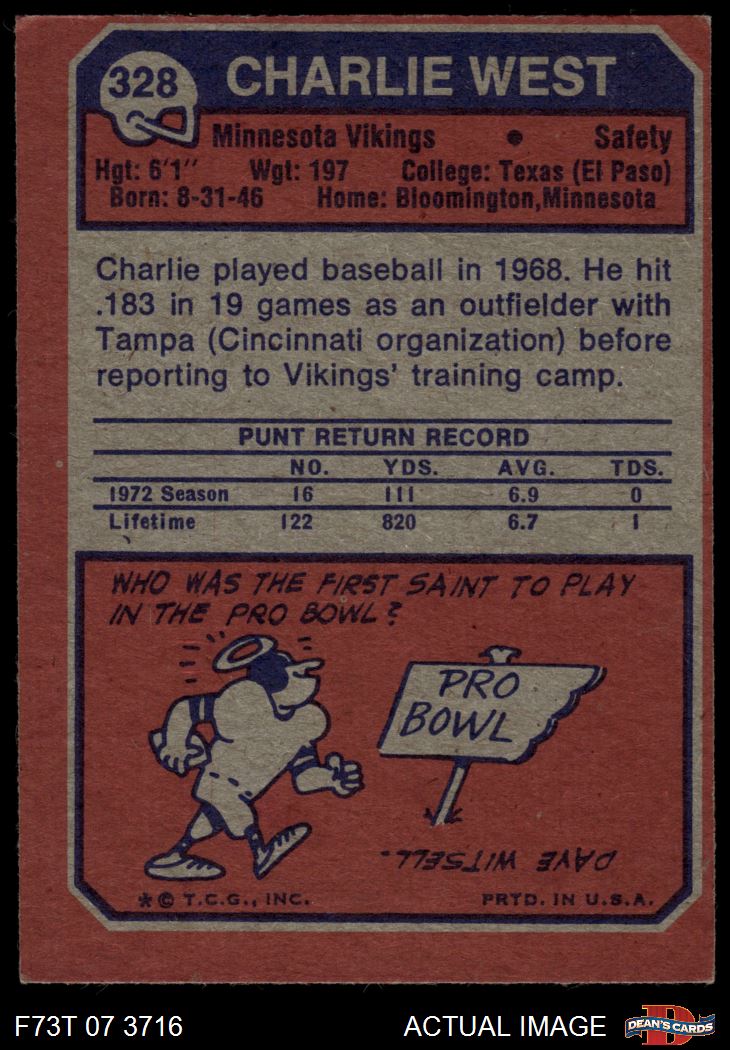 328
CHARLIE WEST
Minnesota Vikings • Safety
Hgt: 6'1" Wgt: 197 College: Texas (El Paso)
Born: 8-31-46 Home: Bloomington, Minnesota
Charlie played baseball in 1968. He hit
.183 in 19 games as an outfielder with
Tampa (Cincinnati organization) before
reporting to Vikings' training camp.
PUNT RETURN RECORD
NO. YDS. AVG. TDS.
1972 Season 16 111 6.9 0
Lifetime 122 820 6.7 1
WHO WAS THE FIRST SAINT TO PLAY
IN THE PRO BOWL?
PRO
BOWL
DAVE WITSELL.
* © T.C.G., INC. PRTD. IN U.S.A.
F73T 07 3716 ACTUAL IMAGE
D
DEAN'S CARDS